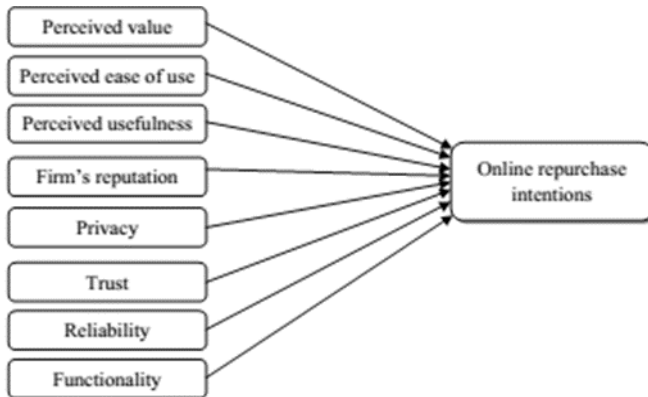 Perceived value
Perceived ease of use
Perceived usefulness
Firm's reputation
Privacy
Trust
Reliability
Functionality
Online repurchase
intentions